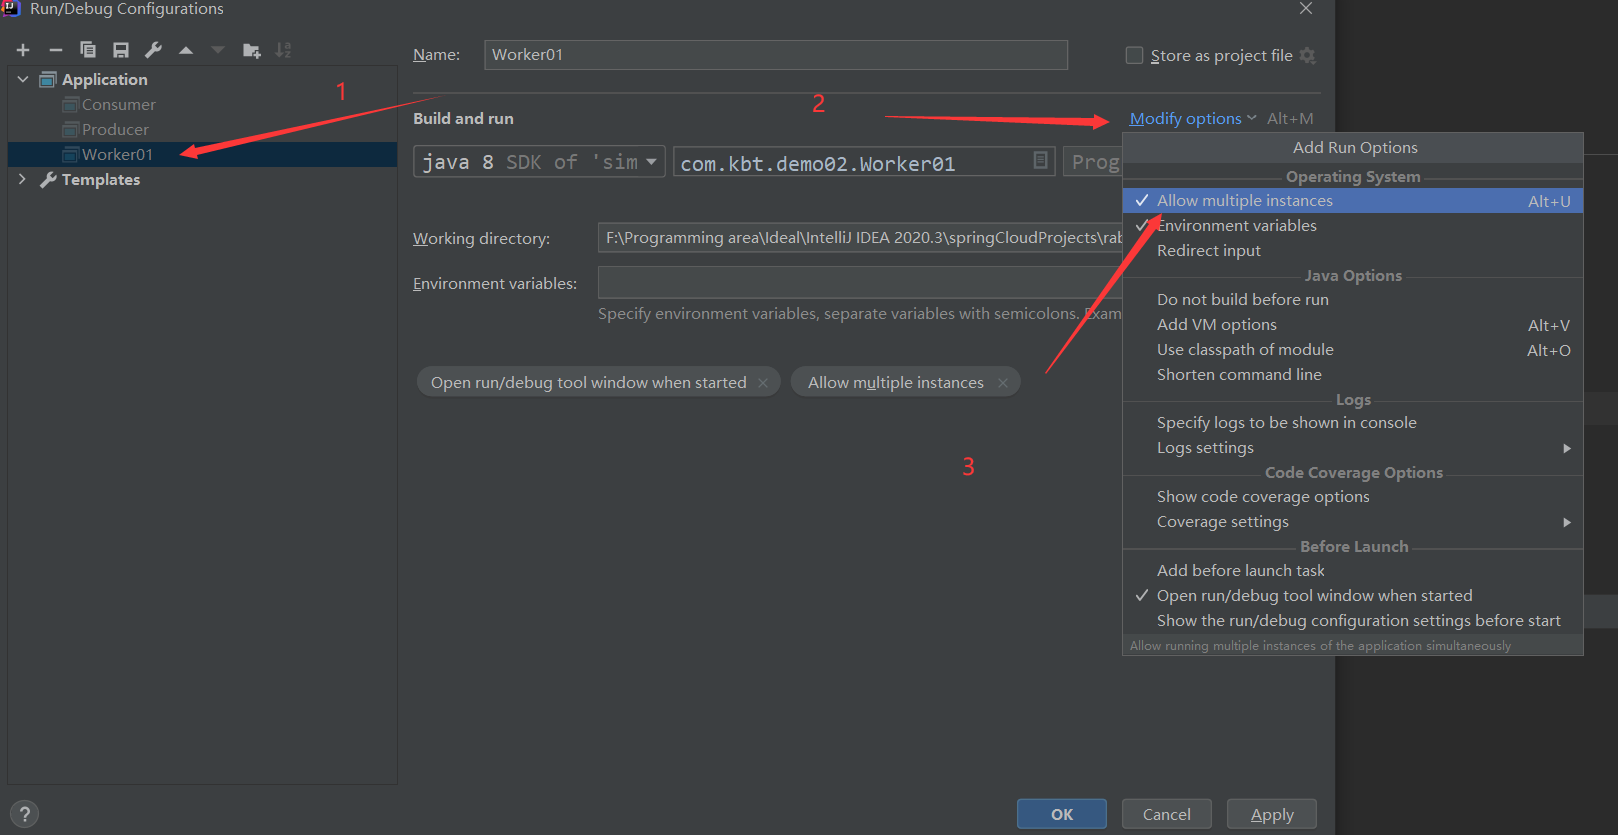 Run/Debug Configurations
Name: Worker01
Store as project file
Application
Consumer
Producer
Worker01
Templates
1
2
3
Build and run
Modify options Alt+M
java 8 SDK of 'sim
com.kbt.demo02.Worker01
Prog
Working directory: F:\Programming area\Ideal\IntelliJ IDEA 2020.3\springCloudProjects\rab
Environment variables:
Specify environment variables, separate variables with semicolons. Exam
Open run/debug tool window when started
Allow multiple instances
Add Run Options
Operating System
Allow multiple instances Alt+U
Environment variables
Redirect input
Java Options
Do not build before run
Add VM options Alt+V
Use classpath of module Alt+O
Shorten command line
Logs
Specify logs to be shown in console
Logs settings
Code Coverage Options
Show code coverage options
Coverage settings
Before Launch
Add before launch task
Open run/debug tool window when started
Show the run/debug configuration settings before start
Allow running multiple instances of the application simultaneously
?
OK
Cancel
Apply